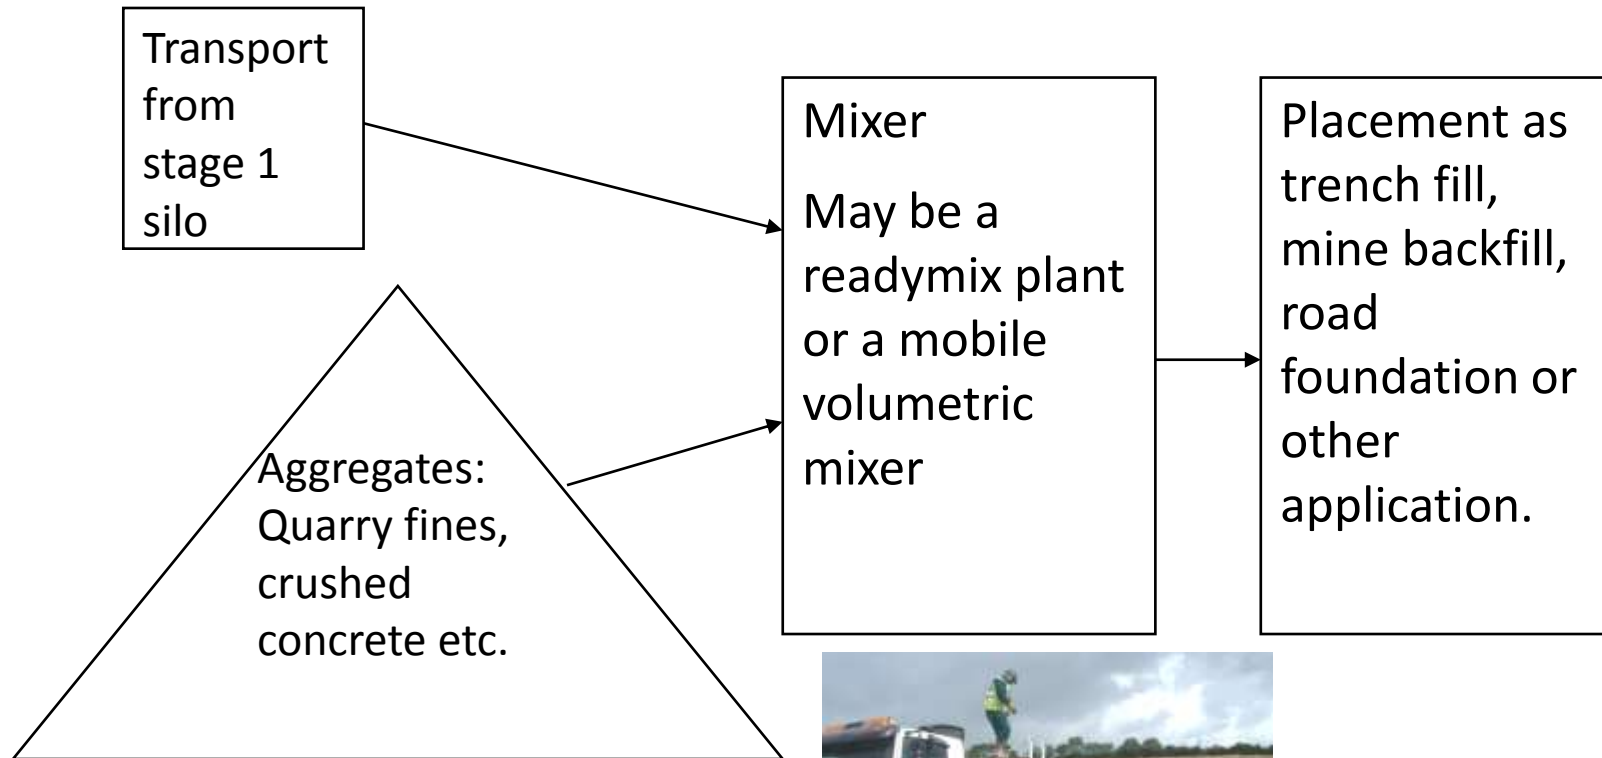 Transport
from
stage 1
silo
Aggregates:
Quarry fines,
crushed
concrete etc.
Mixer
May be a
readymix plant
or a mobile
volumetric
mixer
Placement as
trench fill,
mine backfill,
road
foundation or
other
application.